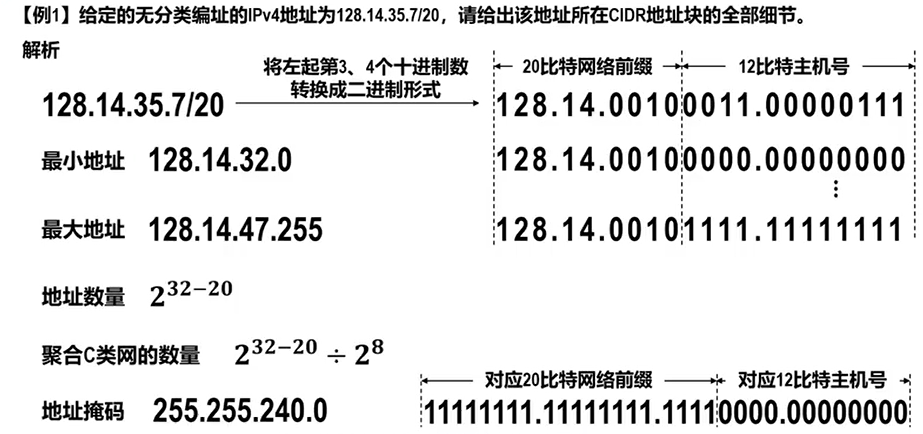 【例1】给定的无分类编址的IPv4地址为128.14.35.7/20，请给出该地址所在CIDR地址块的全部细节。
解析
将左起第3、4个十进制数
转换成二进制形式
20比特网络前缀 12比特主机号
128.14.35.7/20 128.14.00100011.00000111
最小地址 128.14.32.0 128.14.00100000.00000000
⋮
最大地址 128.14.47.255 128.14.00101111.11111111
地址数量 2³²⁻²⁰
聚合C类网的数量 2³²⁻²⁰ ÷ 2⁸
对应20比特网络前缀 对应12比特主机号
地址掩码 255.255.240.0 11111111.11111111.11110000.00000000